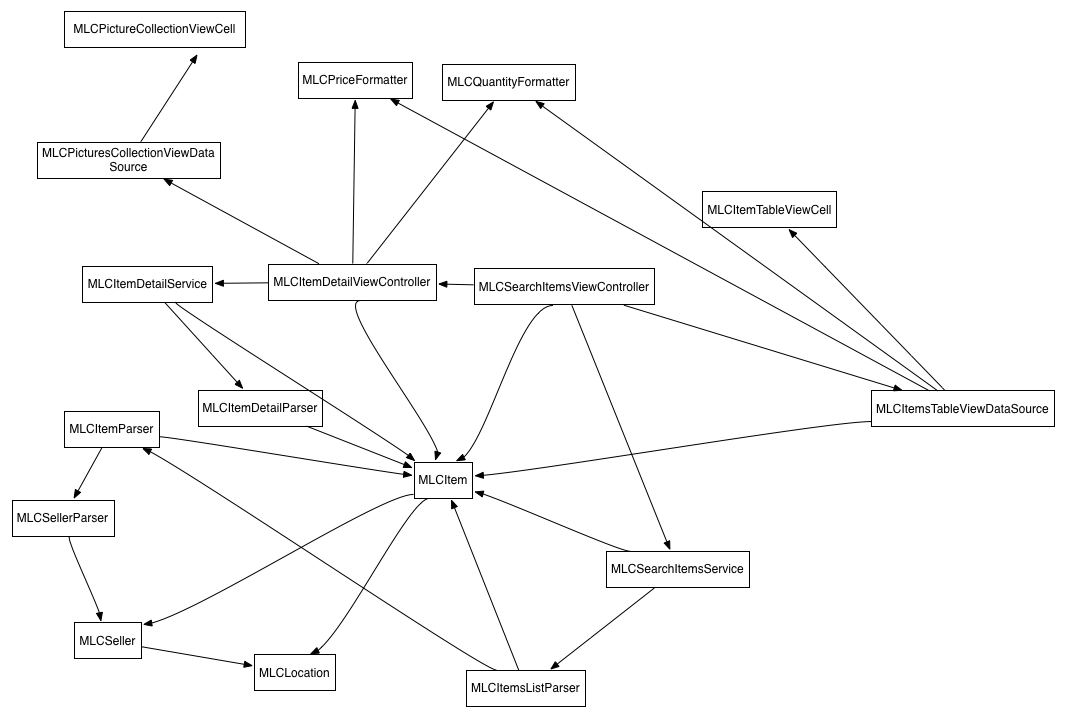 MLCPictureCollectionViewCell
MLCPriceFormatter
MLCQuantityFormatter
MLCPicturesCollectionViewData
Source
MLCItemTableViewCell
MLCItemDetailService
MLCItemDetailViewController
MLCSearchItemsViewController
MLCItemDetailParser
MLCItemsTableViewDataSource
MLCItemParser
MLCItem
MLCSellerParser
MLCSearchItemsService
MLCSeller
MLCLocation
MLCItemsListParser